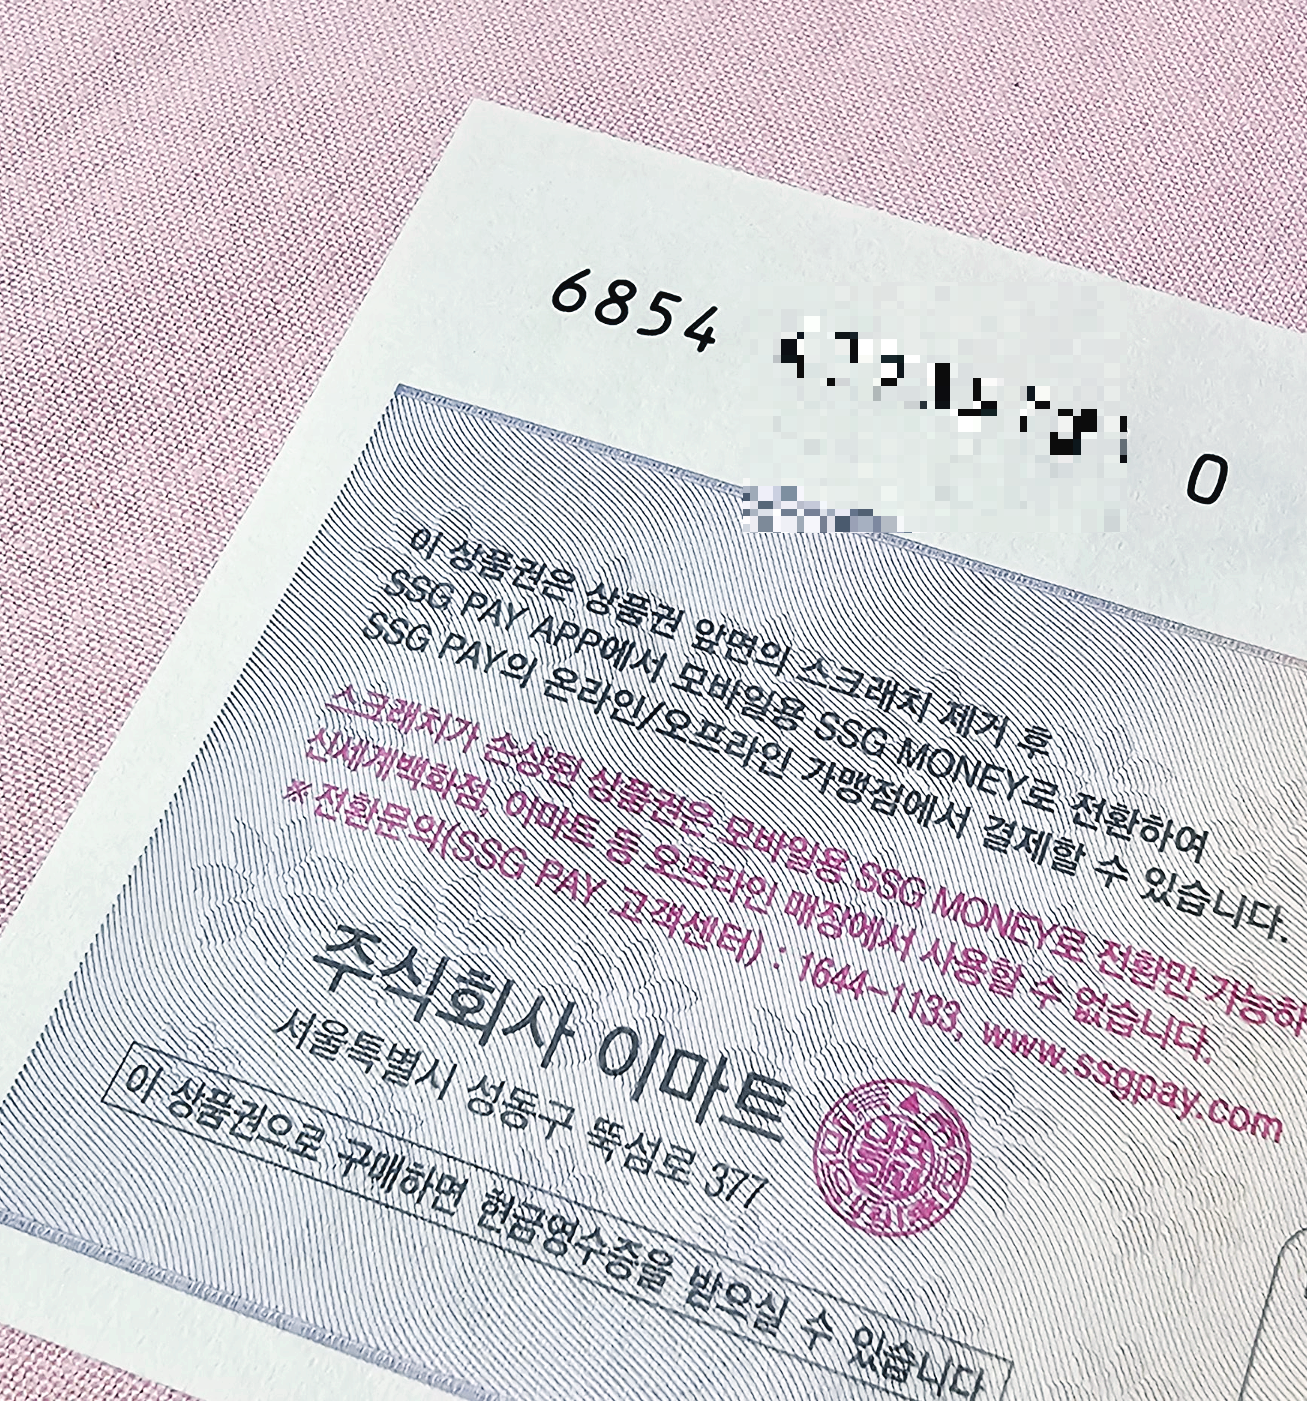 6854 0
이 상품권은 상품권 앞면의 스크래치 제거 후
SSG PAY APP에서 모바일용 SSG MONEY로 전환하여
SSG PAY의 온라인/오프라인 가맹점에서 결제할 수 있습니다.
스크래치가 손상된 상품권은 모바일용 SSG MONEY로 전환만 가능하
신세계백화점, 이마트 등 오프라인 매장에서 사용할 수 없습니다.
※전환문의(SSG PAY 고객센터) : 1644-1133, www.ssgpay.com
주식회사 이마트
서울특별시 성동구 뚝섬로 377
이 상품권으로 구매하면 현금영수증을 받으실 수 있습니다